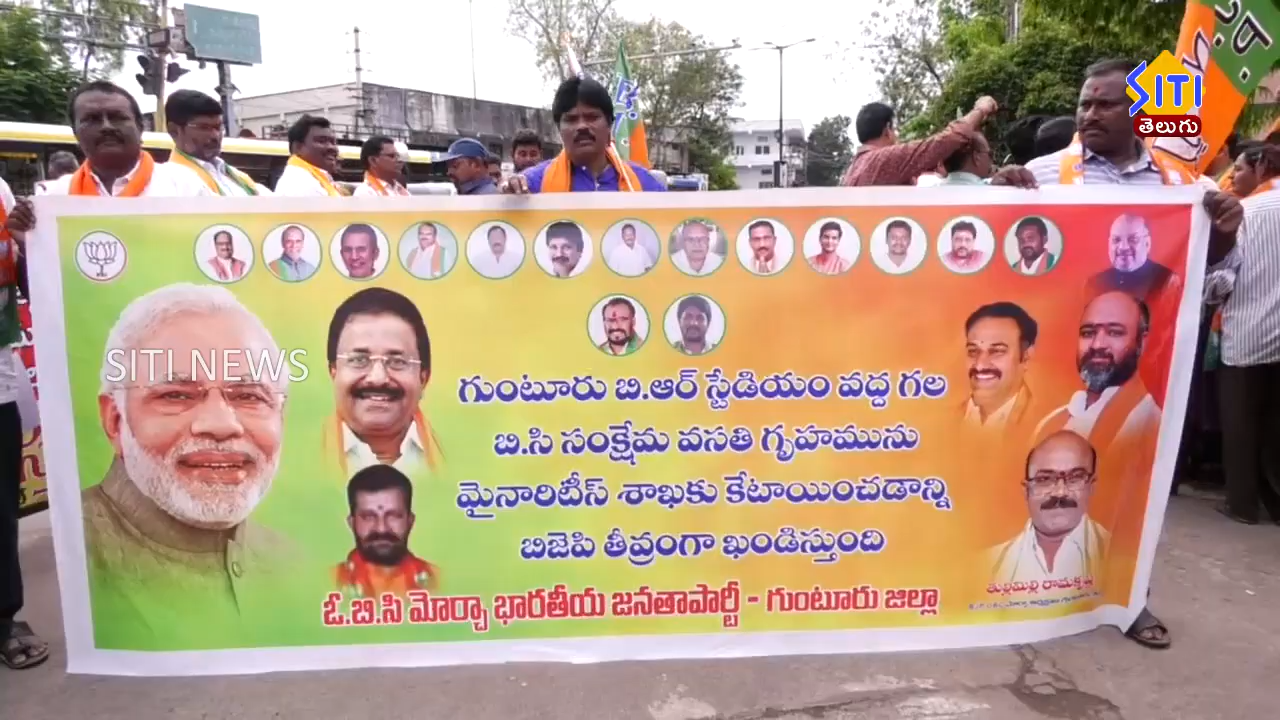 SITI
తెలుగు
SITI NEWS
గుంటూరు బి.ఆర్ స్టేడియం వద్ద గల
బి.సి సంక్షేమ వసతి గృహమును
మైనారిటీస్ శాఖకు కేటాయించడాన్ని
బిజెపి తీవ్రంగా ఖండిస్తుంది
ఓ.బి.సి మోర్చా భారతీయ జనతాపార్టీ - గుంటూరు జిల్లా